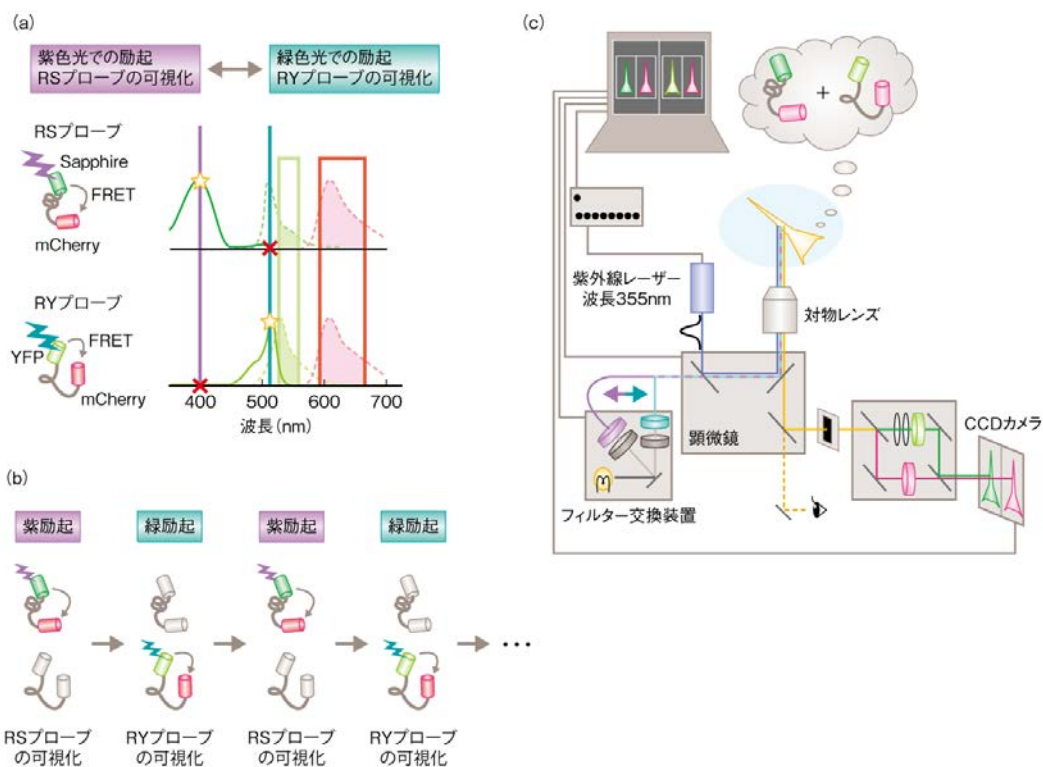 (a)
紫色光での励起
RSプローブの可視化
緑色光での励起
RYプローブの可視化
RSプローブ
Sapphire
FRET
mCherry
RYプローブ
FRET
YFP
mCherry
400
500
600
700
波長(nm)
(b)
紫励起
緑励起
紫励起
緑励起
…
RSプローブ
の可視化
RYプローブ
の可視化
RSプローブ
の可視化
RYプローブ
の可視化
(c)
+
紫外線レーザー
波長355nm
対物レンズ
顕微鏡
CCDカメラ
フィルター交換装置